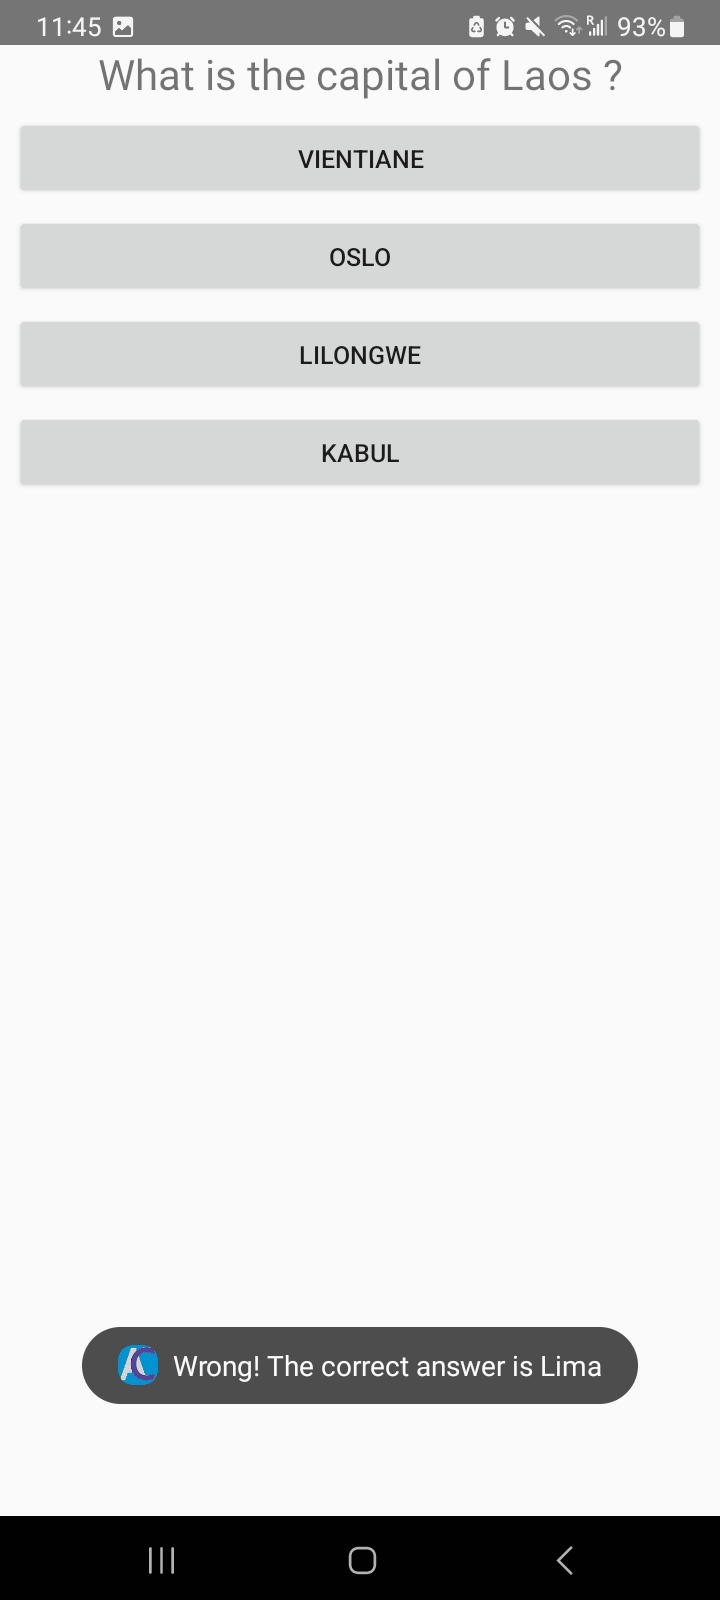 11:45
R
93%
What is the capital of Laos ?
VIENTIANE
OSLO
LILONGWE
KABUL
AC Wrong! The correct answer is Lima